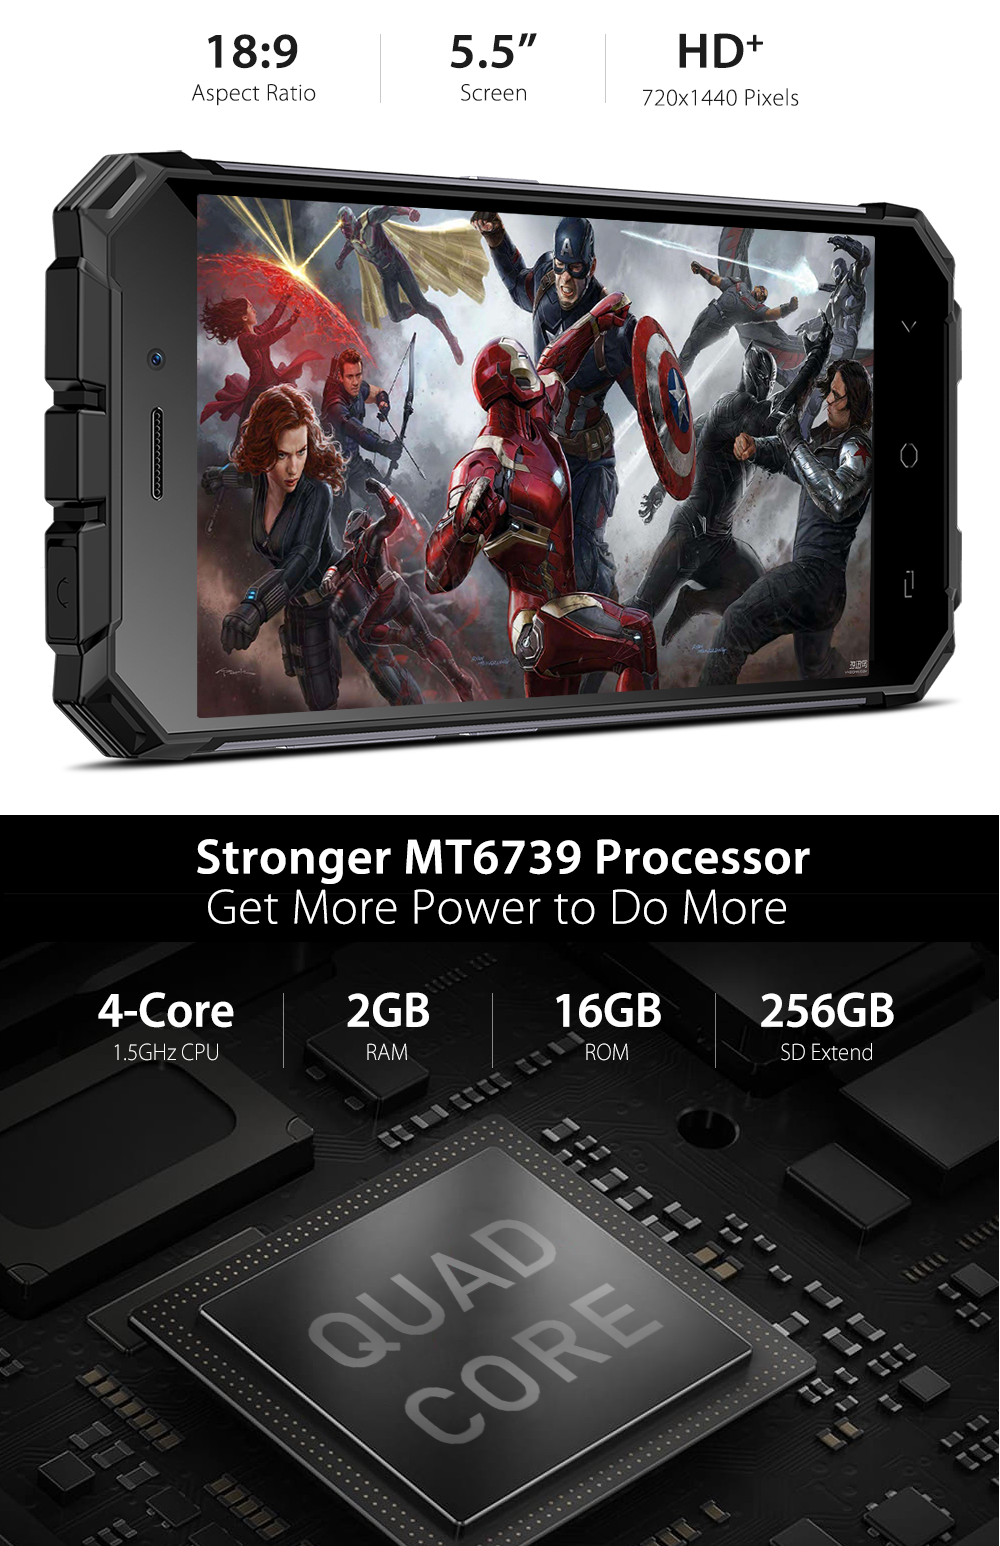 18:9
Aspect Ratio
5.5″
Screen
HD+
720x1440 Pixels
A
Stronger MT6739 Processor
Get More Power to Do More
4-Core
1.5GHz CPU
2GB
RAM
16GB
ROM
256GB
SD Extend
QUAD
CORE